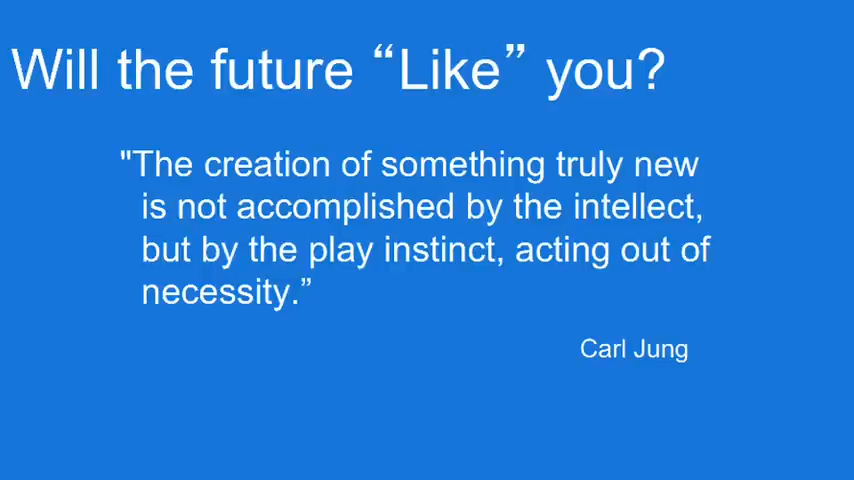 Will the future “Like” you?
"The creation of something truly new
is not accomplished by the intellect,
but by the play instinct, acting out of
necessity.”
Carl Jung